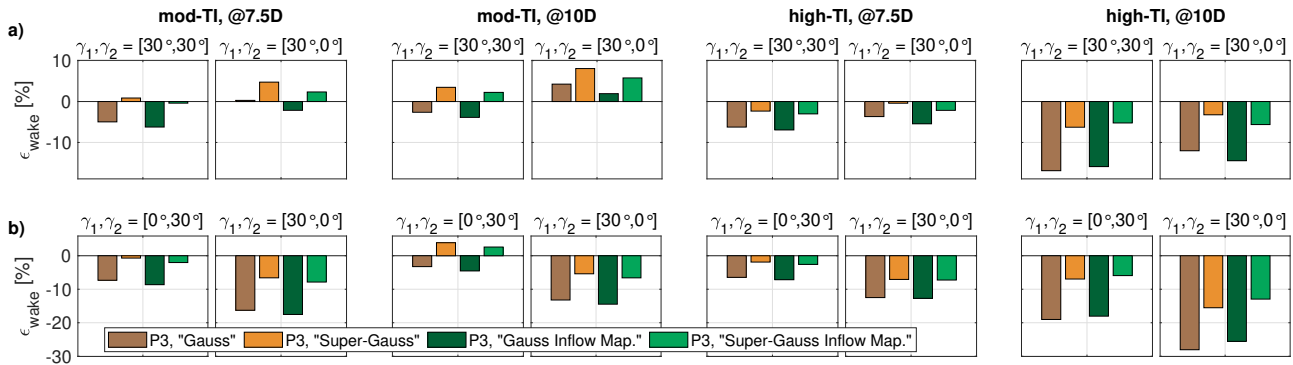 mod-TI, @7.5D mod-TI, @10D high-TI, @7.5D high-TI, @10D
a)
γ1,γ2 = [30°,30°] γ1,γ2 = [30°,0°] γ1,γ2 = [30°,30°] γ1,γ2 = [30°,0°] γ1,γ2 = [30°,30°] γ1,γ2 = [30°,0°] γ1,γ2 = [30°,30°] γ1,γ2 = [30°,0°]
10
0
-10
ϵwake [%]
b)
γ1,γ2 = [0°,30°] γ1,γ2 = [30°,0°] γ1,γ2 = [0°,30°] γ1,γ2 = [30°,0°] γ1,γ2 = [0°,30°] γ1,γ2 = [30°,0°] γ1,γ2 = [0°,30°] γ1,γ2 = [30°,0°]
0
-10
-20
-30
ϵwake [%]
P3, "Gauss" P3, "Super-Gauss" P3, "Gauss Inflow Map." P3, "Super-Gauss Inflow Map."